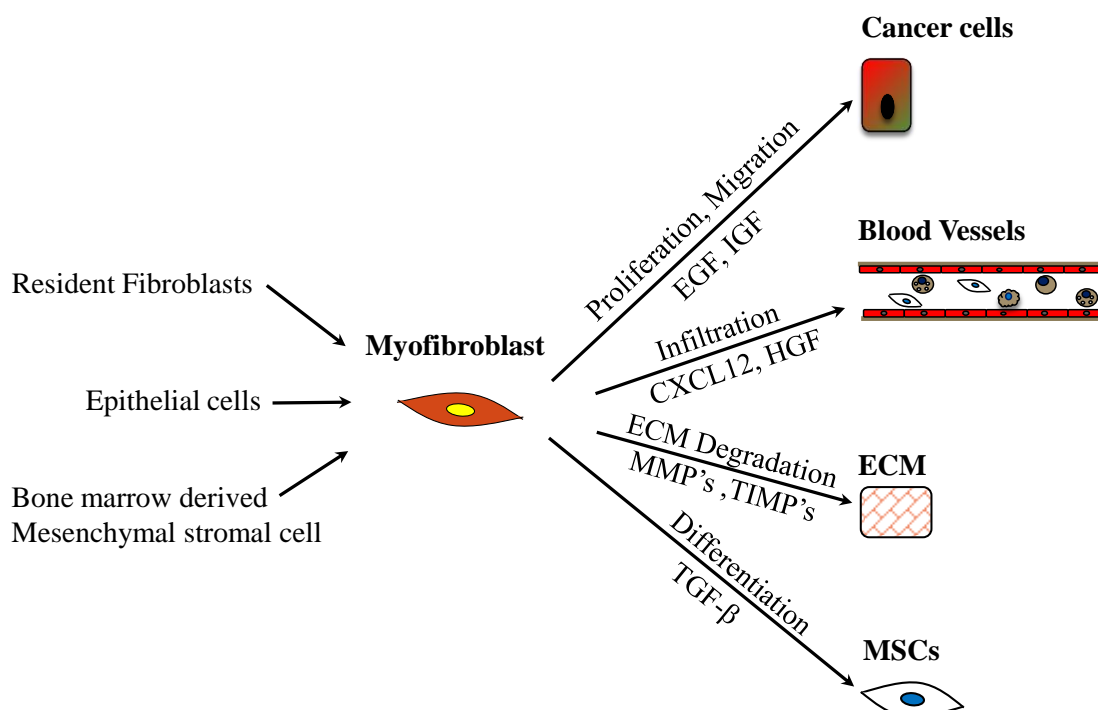 Cancer cells
Proliferation, Migration
EGF, IGF
Blood Vessels
Resident Fibroblasts
Infiltration
CXCL12, HGF
Myofibroblast
Epithelial cells
ECM Degradation
MMP's ,TIMP's
ECM
Bone marrow derived
Mesenchymal stromal cell
Differentiation
TGF-β
MSCs